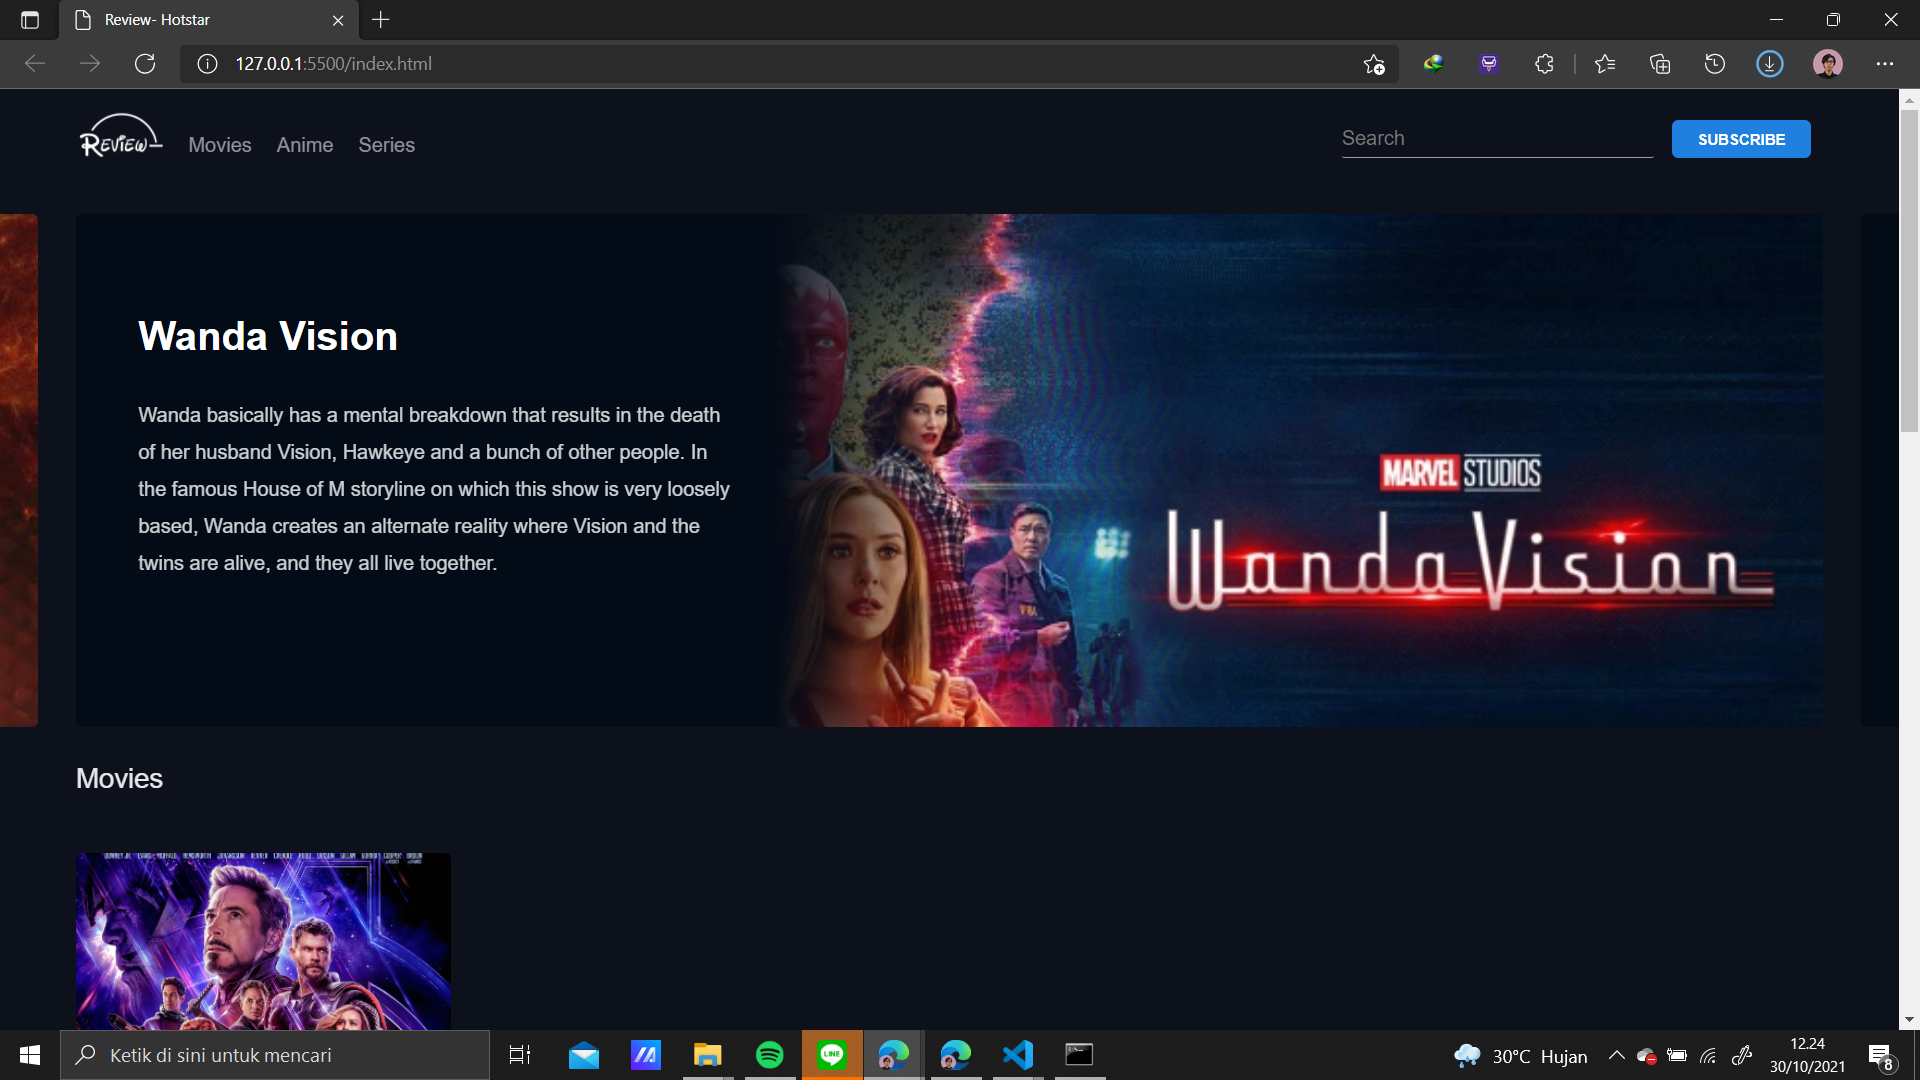 Review- Hotstar
127.0.0.1:5500/index.html
Review
Movies
Anime
Series
Search
SUBSCRIBE
Wanda Vision
Wanda basically has a mental breakdown that results in the death
of her husband Vision, Hawkeye and a bunch of other people. In
the famous House of M storyline on which this show is very loosely
based, Wanda creates an alternate reality where Vision and the
twins are alive, and they all live together.
MARVEL STUDIOS
WandaVision
Movies
Ketik di sini untuk mencari
LINE
30°C Hujan
12.24
30/10/2021
8